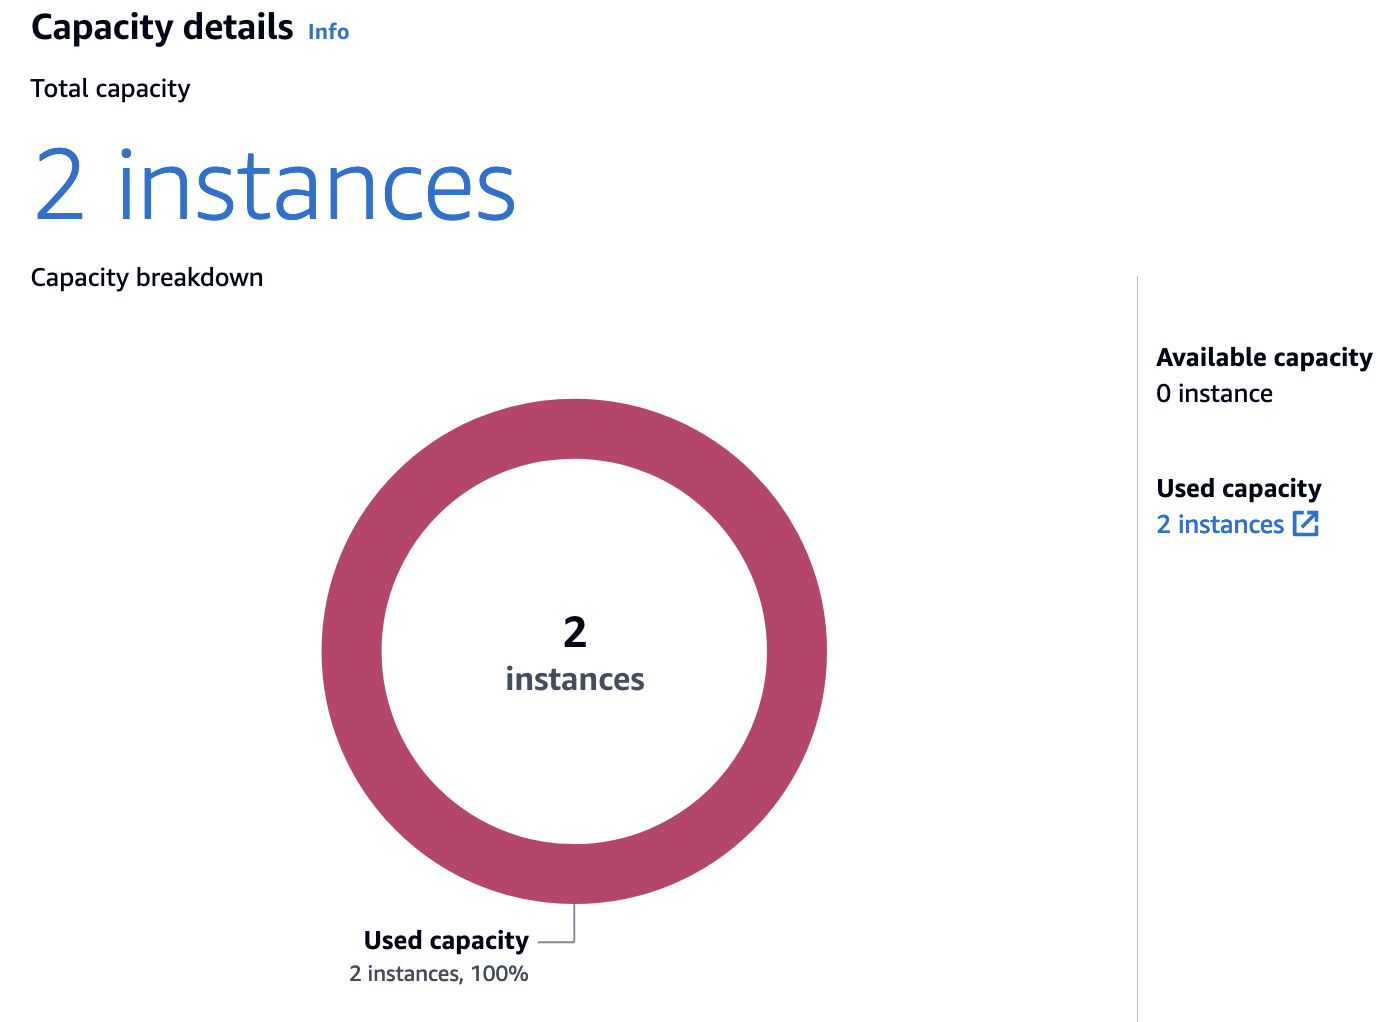 Capacity details Info
Total capacity
2 instances
Capacity breakdown
Available capacity
0 instance
Used capacity
2 instances
2
instances
Used capacity
2 instances, 100%